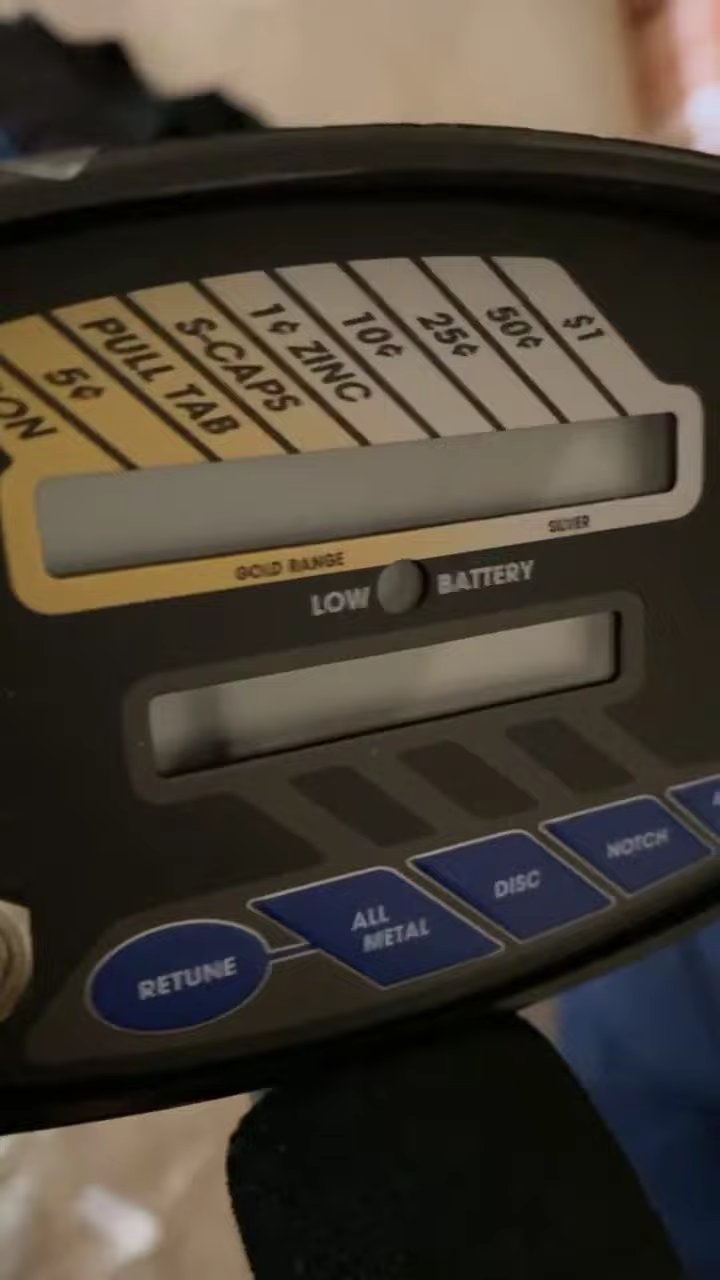 ON
5¢
PULL TAB
S-CAPS
1¢ ZINC
10¢
25¢
50¢
$1
GOLD RANGE
SILVER
LOW BATTERY
RETUNE
ALL
METAL
DISC
NOTCH